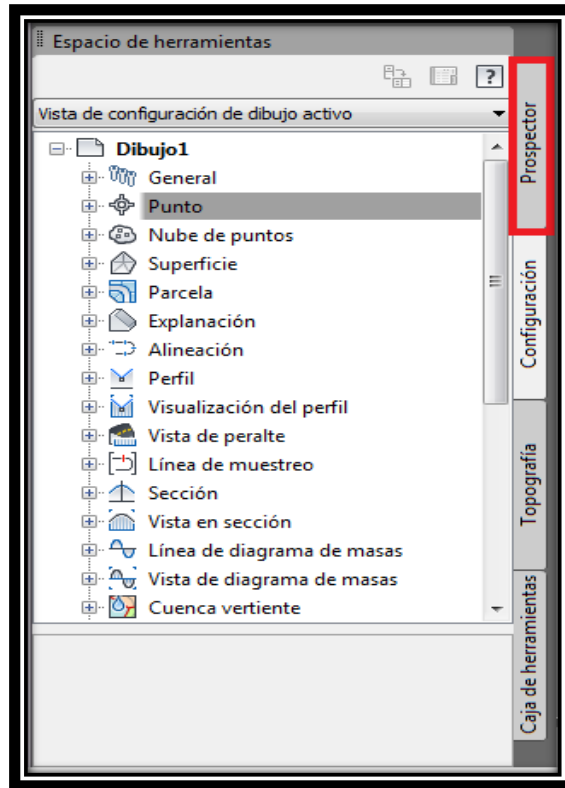 Espacio de herramientas
?
Vista de configuración de dibujo activo
Dibujo1
General
Punto
Nube de puntos
Superficie
Parcela
Explanación
Alineación
Perfil
Visualización del perfil
Vista de peralte
Línea de muestreo
Sección
Vista en sección
Línea de diagrama de masas
Vista de diagrama de masas
Cuenca vertiente
Prospector
Configuración
Topografía
Caja de herramientas